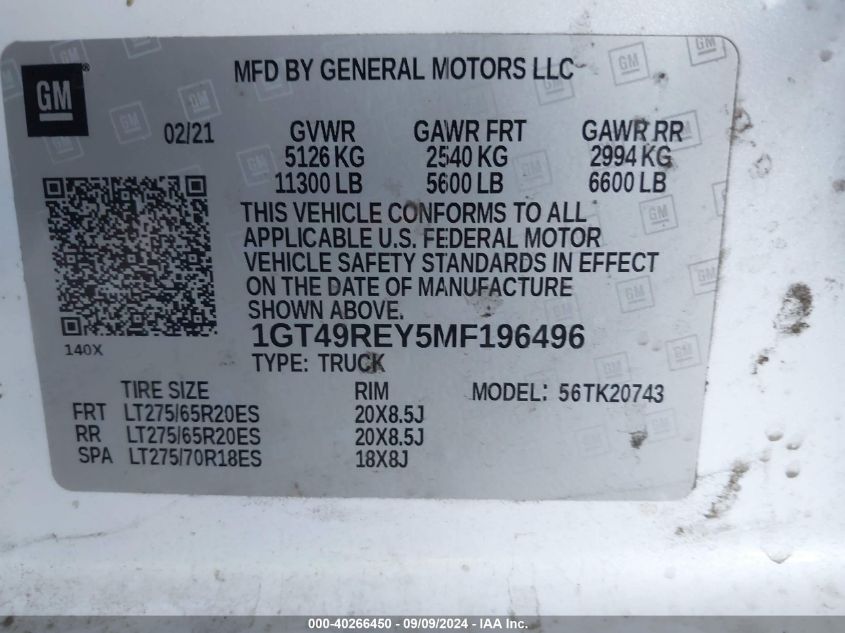 GM
MFD BY GENERAL MOTORS LLC
02/21 GVWR GAWR FRT GAWR RR
5126 KG 2540 KG 2994 KG
11300 LB 5600 LB 6600 LB
THIS VEHICLE CONFORMS TO ALL
APPLICABLE U.S. FEDERAL MOTOR
VEHICLE SAFETY STANDARDS IN EFFECT
ON THE DATE OF MANUFACTURE
SHOWN ABOVE.
140X
1GT49REY5MF196496
TYPE: TRUCK
TIRE SIZE RIM MODEL: 56TK20743
FRT LT275/65R20ES 20X8.5J
RR LT275/65R20ES 20X8.5J
SPA LT275/70R18ES 18X8J
000-40266450 - 09/09/2024 - IAA Inc.